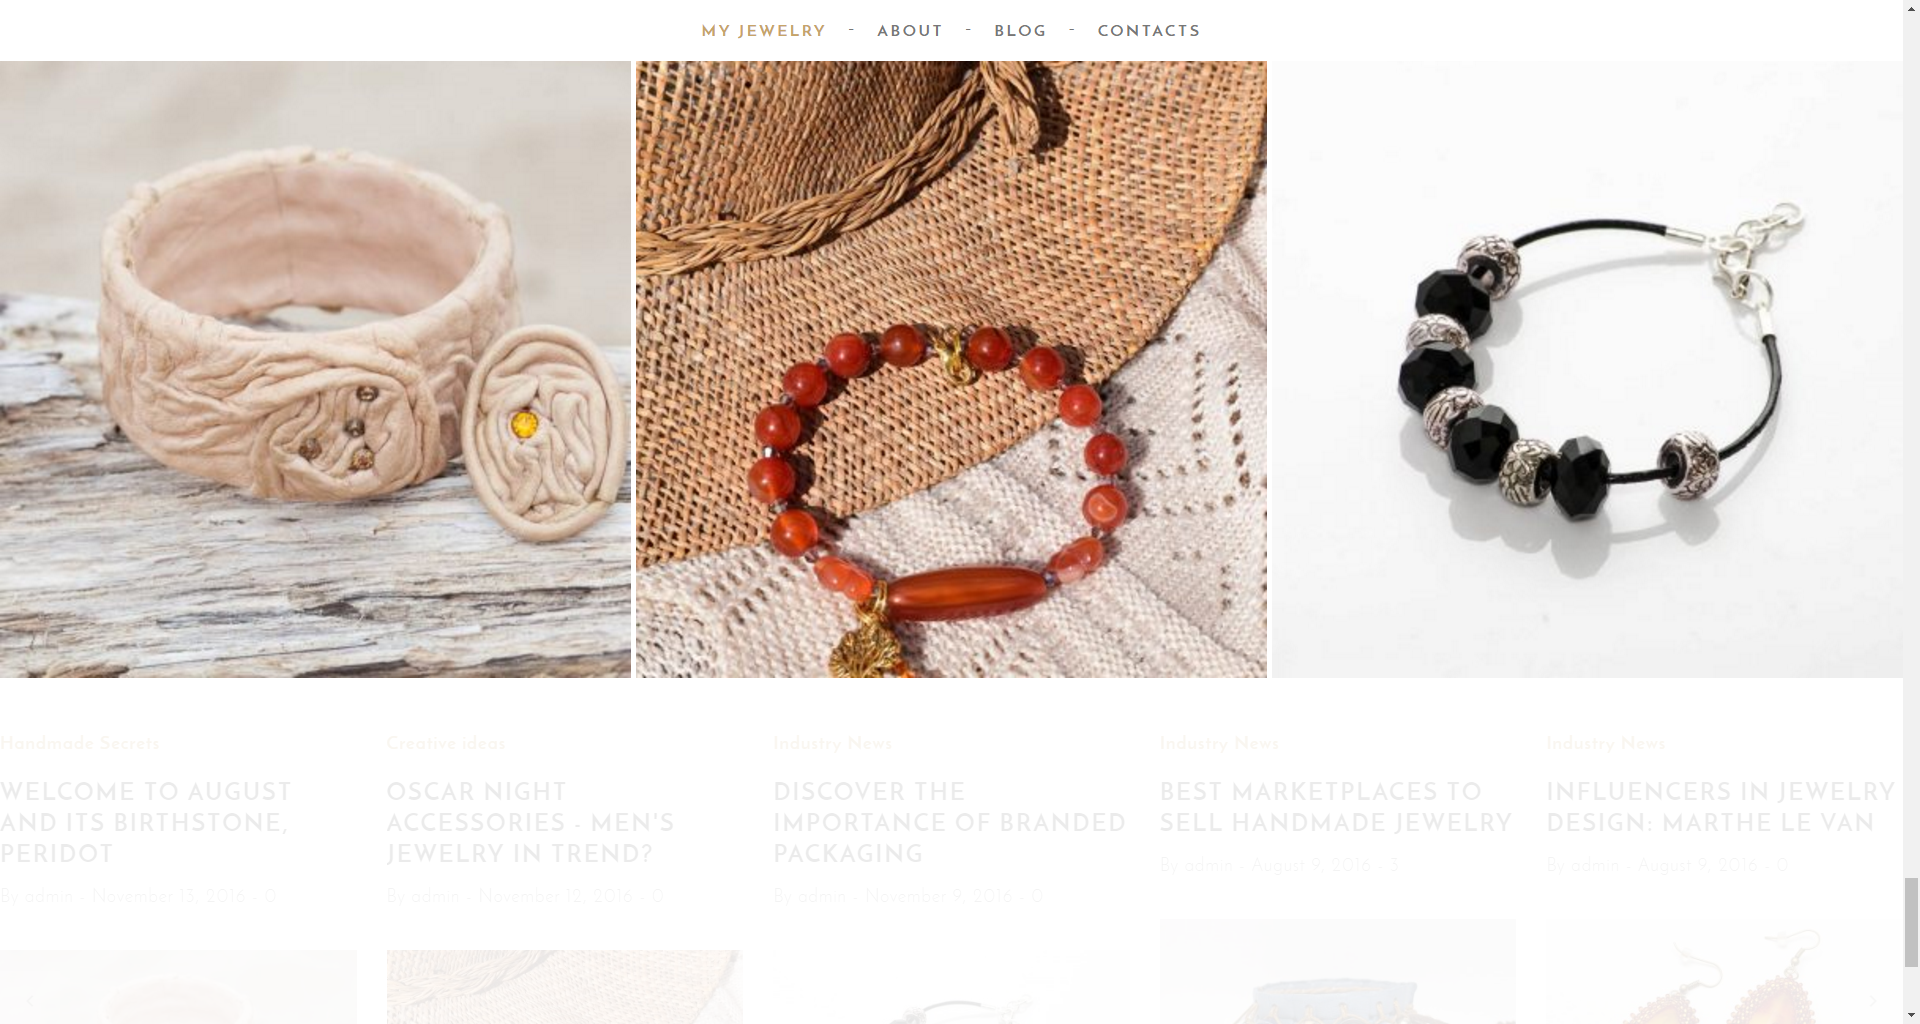 MY JEWELRY - ABOUT - BLOG - CONTACTS
Handmade Secrets
WELCOME TO AUGUST
AND ITS BIRTHSTONE,
PERIDOT
By admin - November 13, 2016 - 0
Creative ideas
OSCAR NIGHT
ACCESSORIES - MEN'S
JEWELRY IN TREND?
By admin - November 12, 2016 - 0
Industry News
DISCOVER THE
IMPORTANCE OF BRANDED
PACKAGING
By admin - November 9, 2016 - 0
Industry News
BEST MARKETPLACES TO
SELL HANDMADE JEWELRY
By admin - August 9, 2016 - 3
Industry News
INFLUENCERS IN JEWELRY
DESIGN: MARTHE LE VAN
By admin - August 9, 2016 - 0